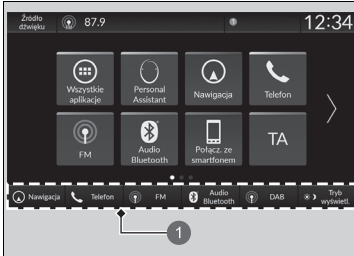 Źródło
dźwięku
87.9
12:34
Wszystkie
aplikacje
Personal
Assistant
Nawigacja
Telefon
FM
Audio
Bluetooth
Połącz. ze
smartfonem
TA
Nawigacja
Telefon
FM
Audio
Bluetooth
DAB
Tryb
wyświetl.
1